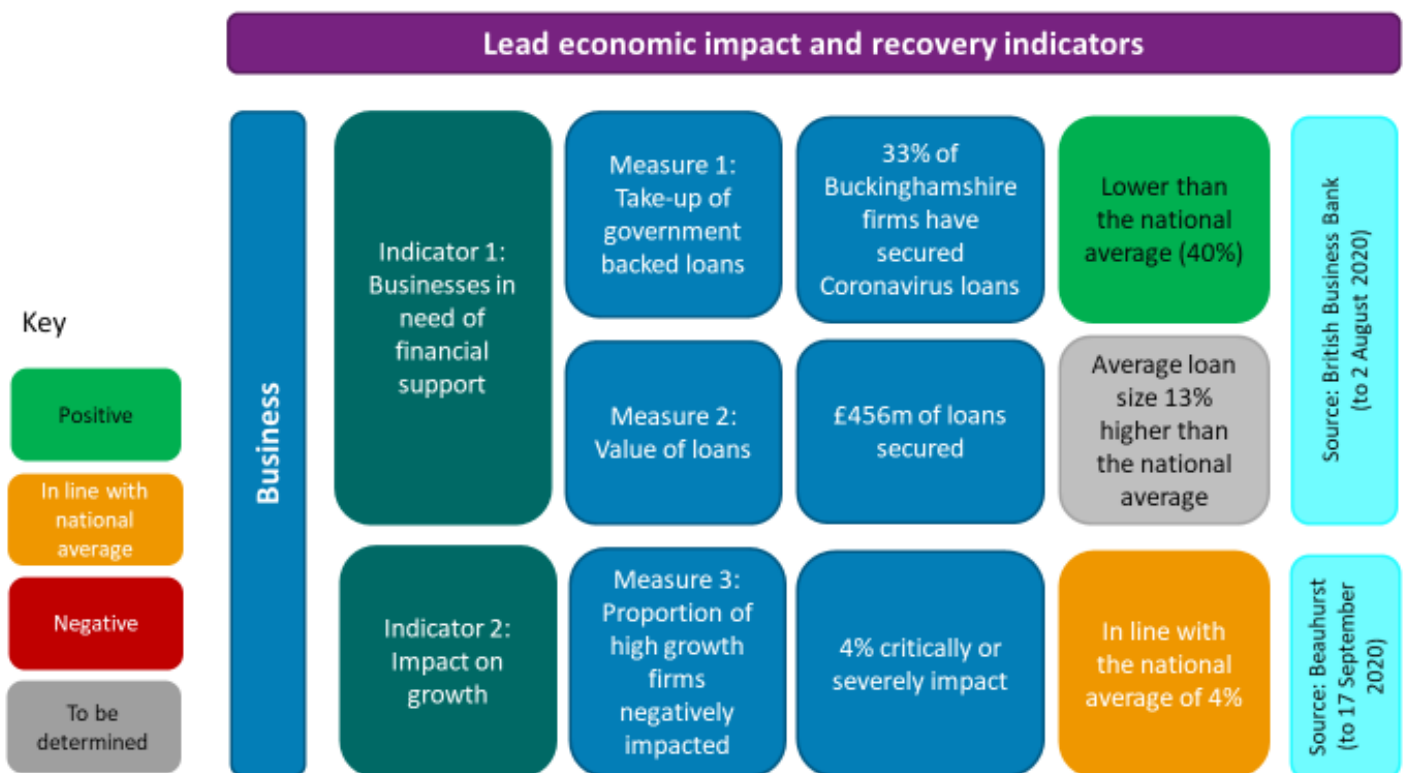 Lead economic impact and recovery indicators
Key
Positive
In line with
national
average
Negative
To be
determined
Business
Indicator 1:
Businesses in
need of
financial
support
Measure 1:
Take-up of
government
backed loans
33% of
Buckinghamshire
firms have
secured
Coronavirus loans
Lower than
the national
average (40%)
Measure 2:
Value of loans
£456m of loans
secured
Average loan
size 13%
higher than
the national
average
Source: British Business Bank
(to 2 August 2020)
Indicator 2:
Impact on
growth
Measure 3:
Proportion of
high growth
firms
negatively
impacted
4% critically or
severely impact
In line with
the national
average of 4%
Source: Beauhurst
(to 17 September
2020)